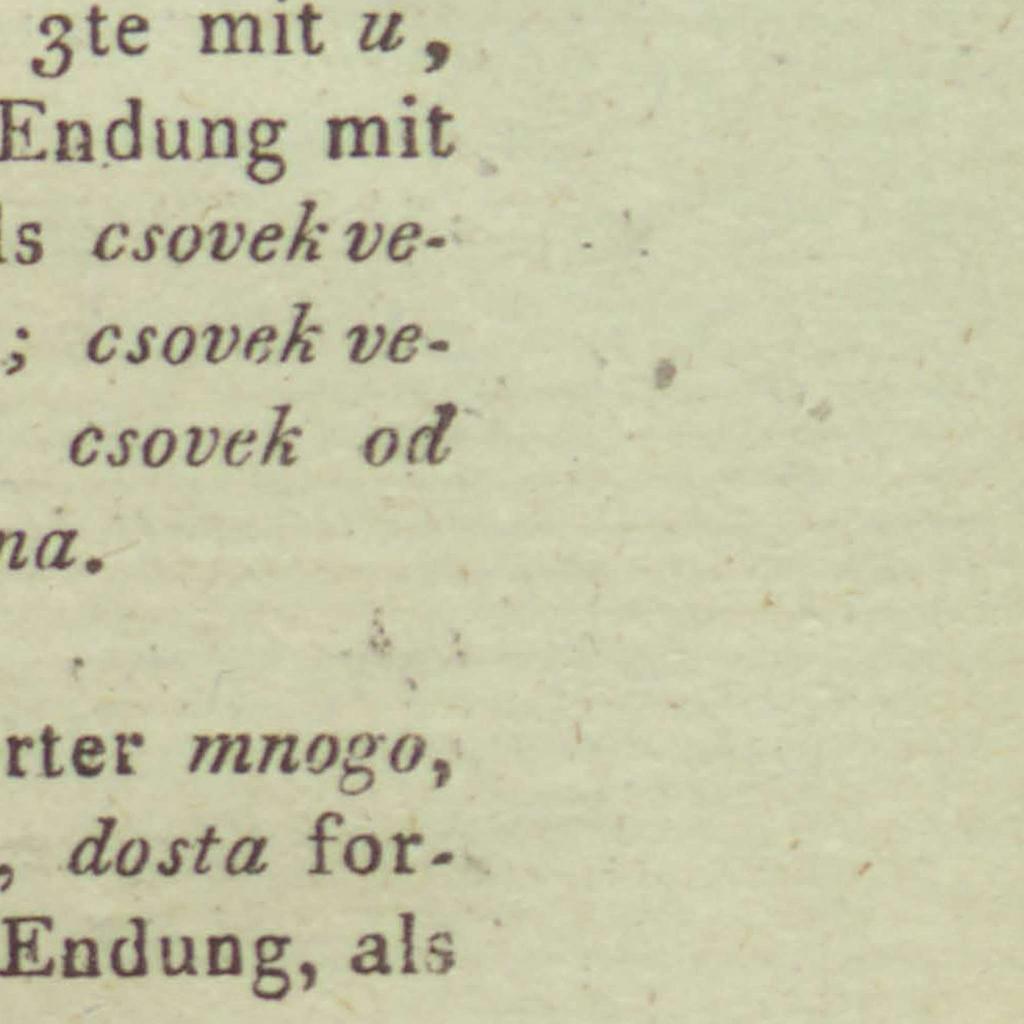 3te mit u,
Endung mit
ls csovek ve-
; csovek ve-
csovek od
na.
rter mnogo,
, dosta for-
Endung, als